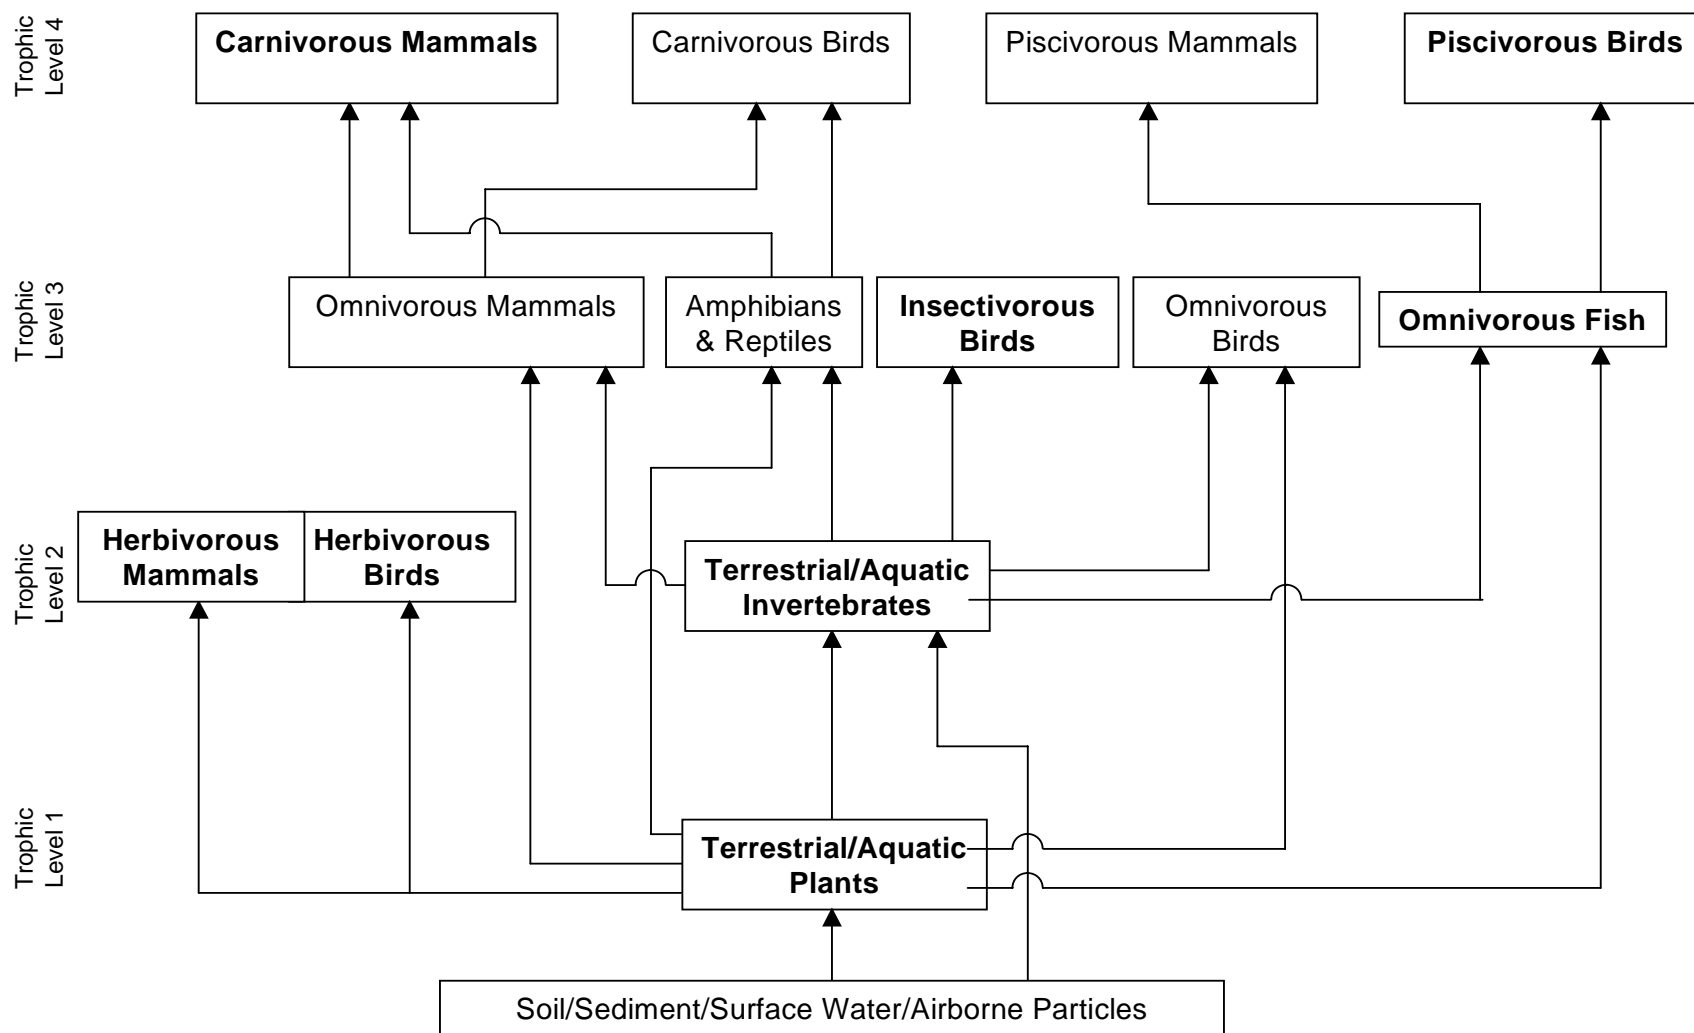 Trophic
Level 4
Carnivorous Mammals
Carnivorous Birds
Piscivorous Mammals
Piscivorous Birds
Trophic
Level 3
Omnivorous Mammals
Amphibians
& Reptiles
Insectivorous
Birds
Omnivorous
Birds
Omnivorous Fish
Trophic
Level 2
Herbivorous
Mammals
Herbivorous
Birds
Terrestrial/Aquatic
Invertebrates
Trophic
Level 1
Terrestrial/Aquatic
Plants
Soil/Sediment/Surface Water/Airborne Particles